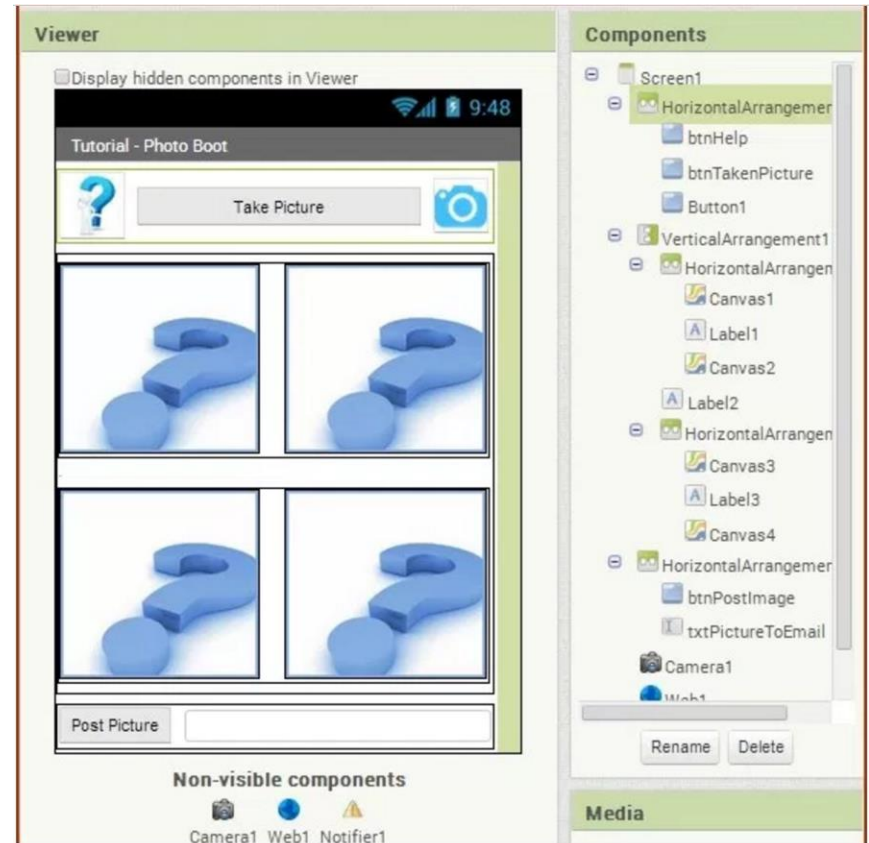 Viewer
Display hidden components in Viewer
9:48
Tutorial - Photo Boot
Take Picture
Post Picture
Non-visible components
Camera1 Web1 Notifier1
Components
Screen1
HorizontalArrangemer
btnHelp
btnTakenPicture
Button1
VerticalArrangement1
HorizontalArrangen
Canvas1
A Label1
Canvas2
A Label2
HorizontalArrangen
Canvas3
A Label3
Canvas4
HorizontalArrangemer
btnPostImage
txtPictureToEmail
Camera1
Web1
Rename Delete
Media